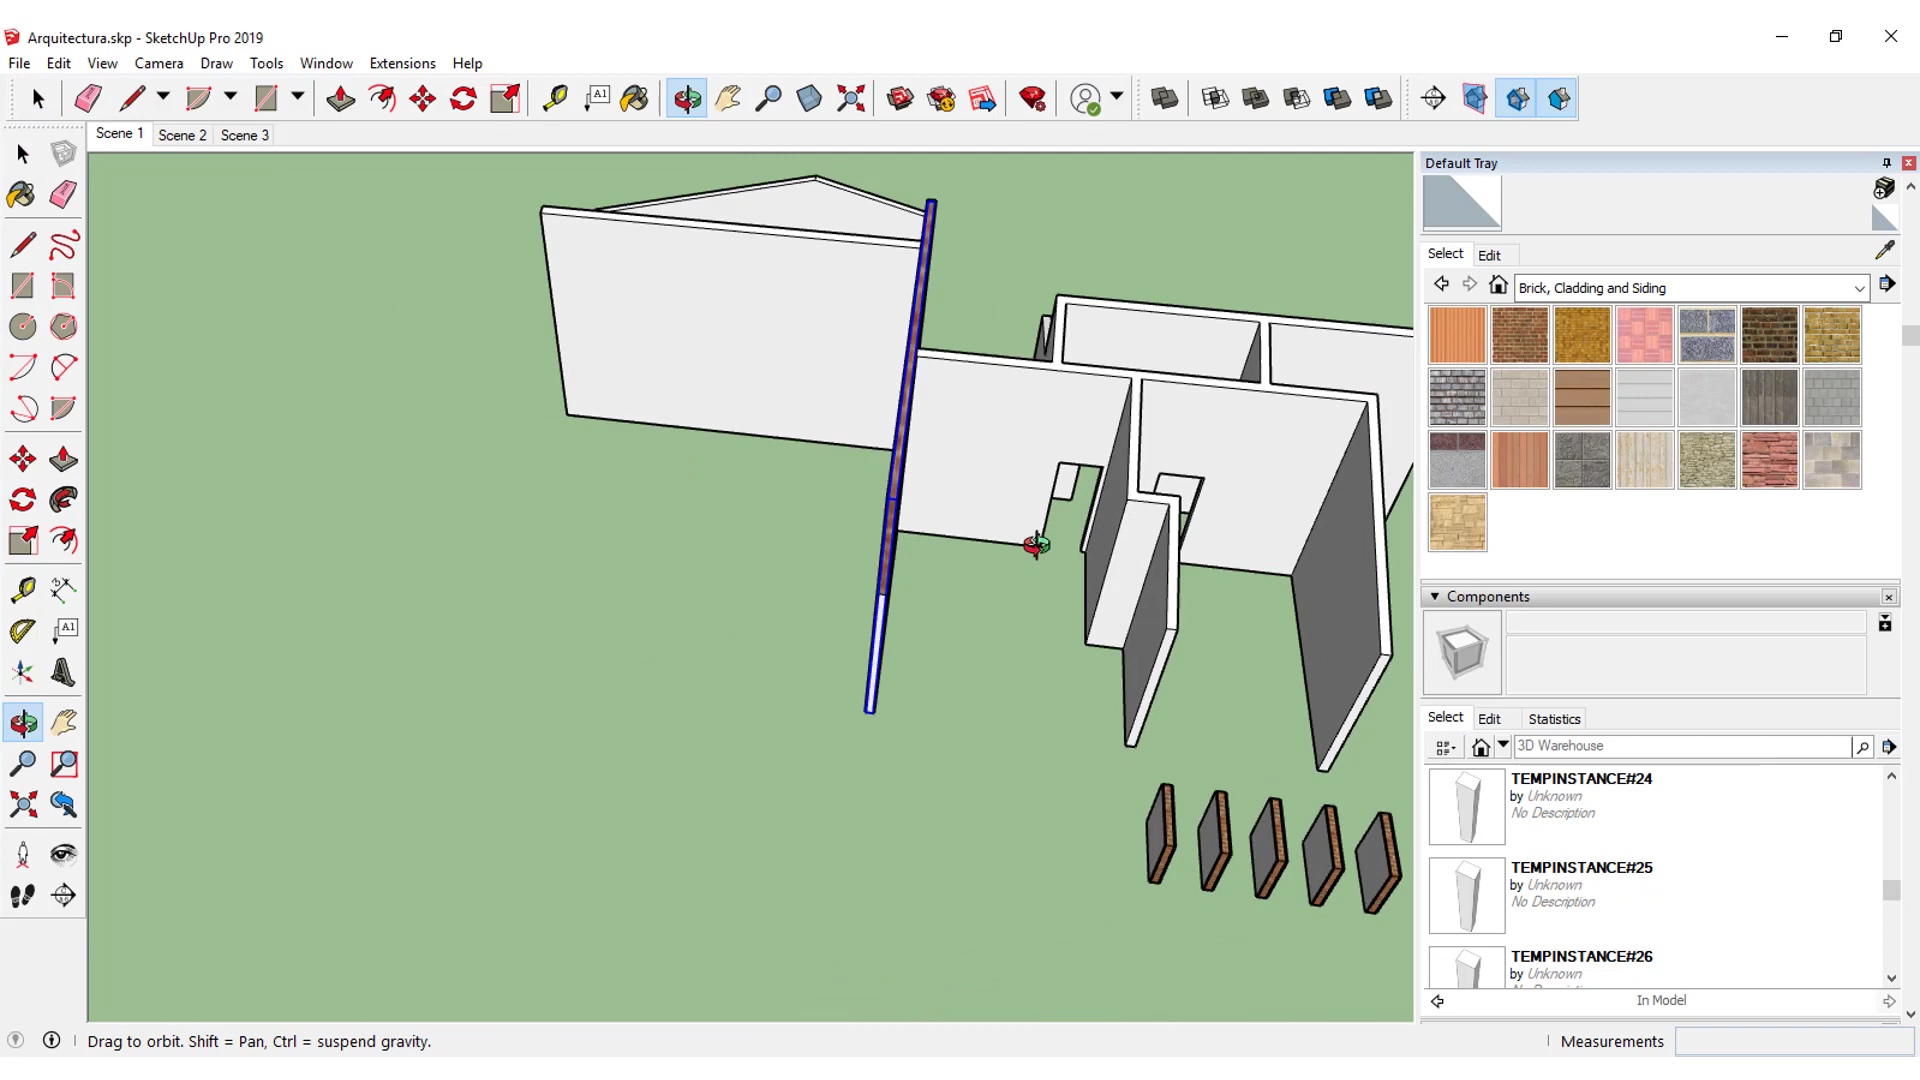 Arquitectura.skp - SketchUp Pro 2019
File Edit View Camera Draw Tools Window Extensions Help
A1
Scene 1 Scene 2 Scene 3
Default Tray
Select Edit
Brick, Cladding and Siding
A1
Components
Select Edit Statistics
3D Warehouse
TEMPINSTANCE#24
by Unknown
No Description
TEMPINSTANCE#25
by Unknown
No Description
TEMPINSTANCE#26
by Unknown
In Model
Drag to orbit. Shift = Pan, Ctrl = suspend gravity.
Measurements